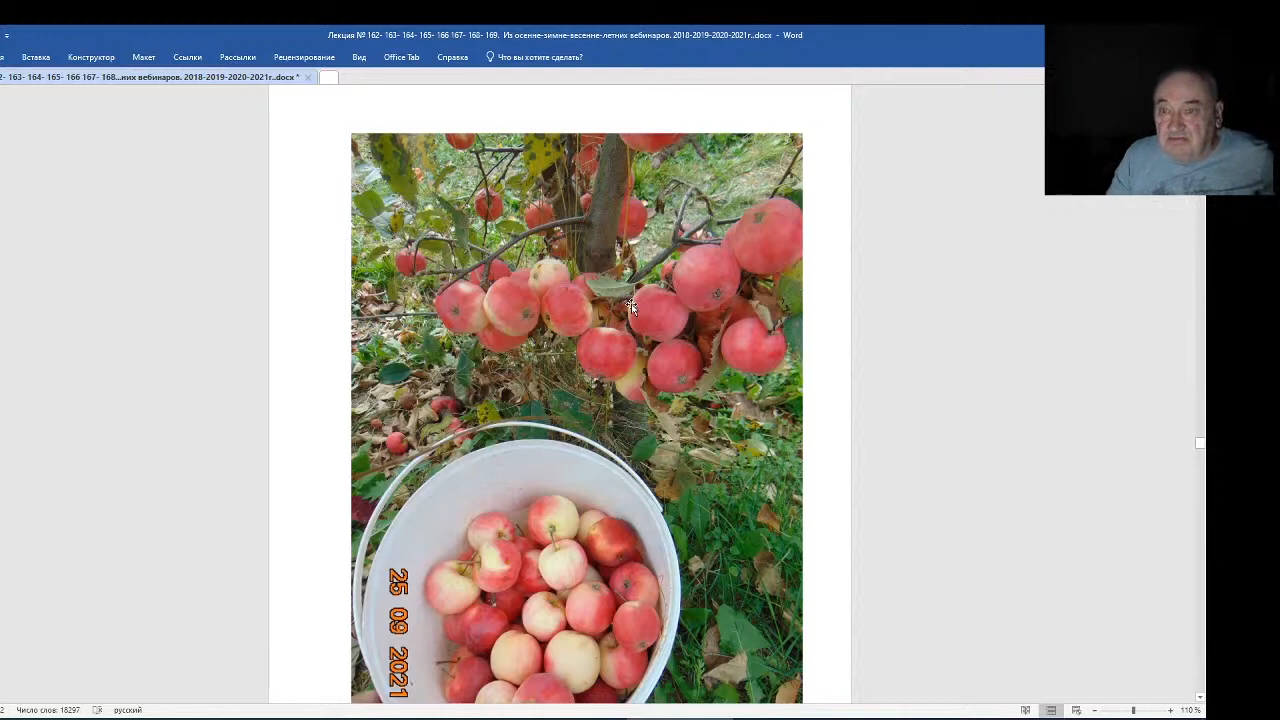 Лекция № 162- 163- 164- 165- 166 167- 168- 169. Из осенне-зимне-весенне-летних вебинаров. 2018-2019-2020-2021г..docx - Word
я Вставка Конструктор Макет Ссылки Рассылки Рецензирование Вид Office Tab Справка Что вы хотите сделать?
2- 163- 164- 165- 166 167- 168...них вебинаров. 2018-2019-2020-2021г..docx *
25 09 2021
2 Число слов: 18297 русский 110 %